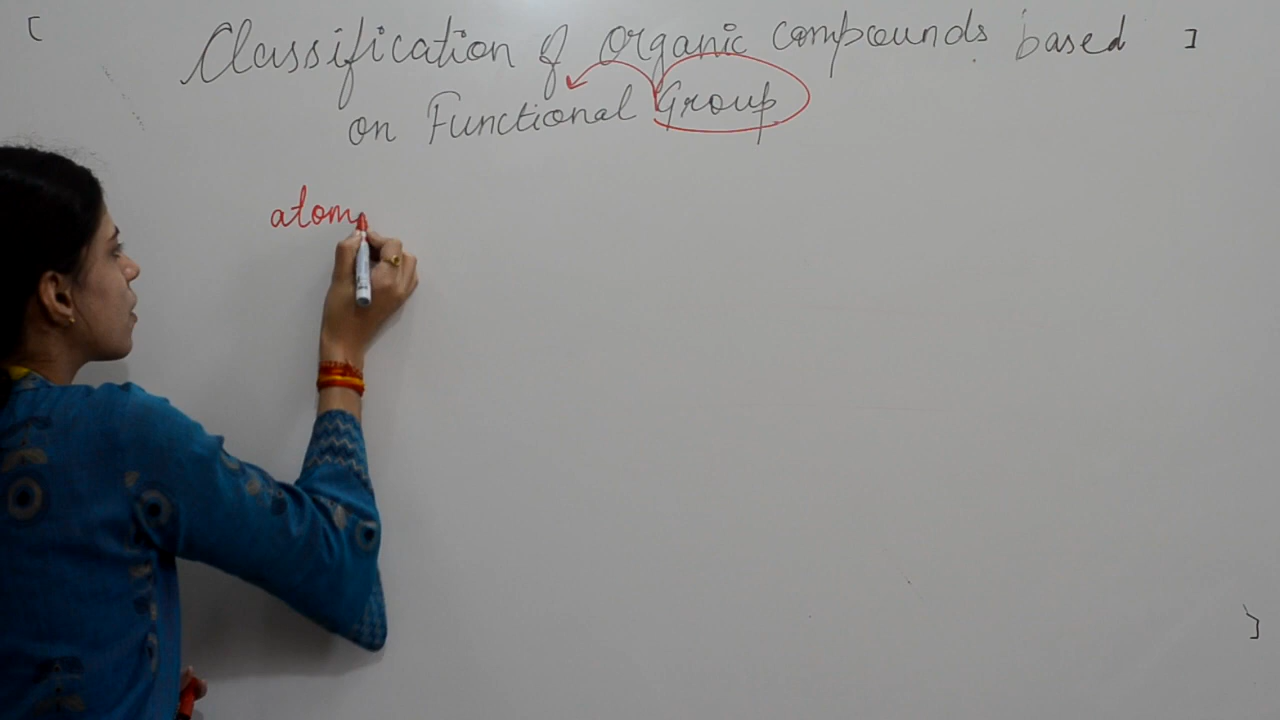 Classification of Organic compounds based
on Functional Group
atom